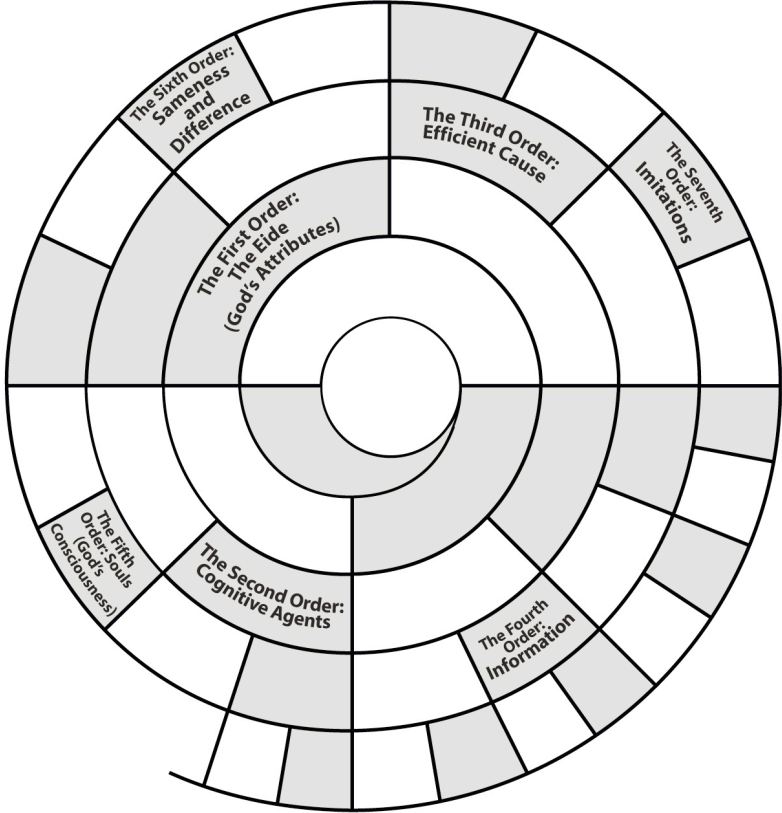 The First Order:
The Eide
(God's Attributes)
The Second Order:
Cognitive Agents
The Third Order:
Efficient Cause
The Fourth
Order:
Information
The Fifth
Order: Souls
(God's
Consciousness)
The Sixth Order:
Sameness
and
Difference
The Seventh
Order:
Imitations